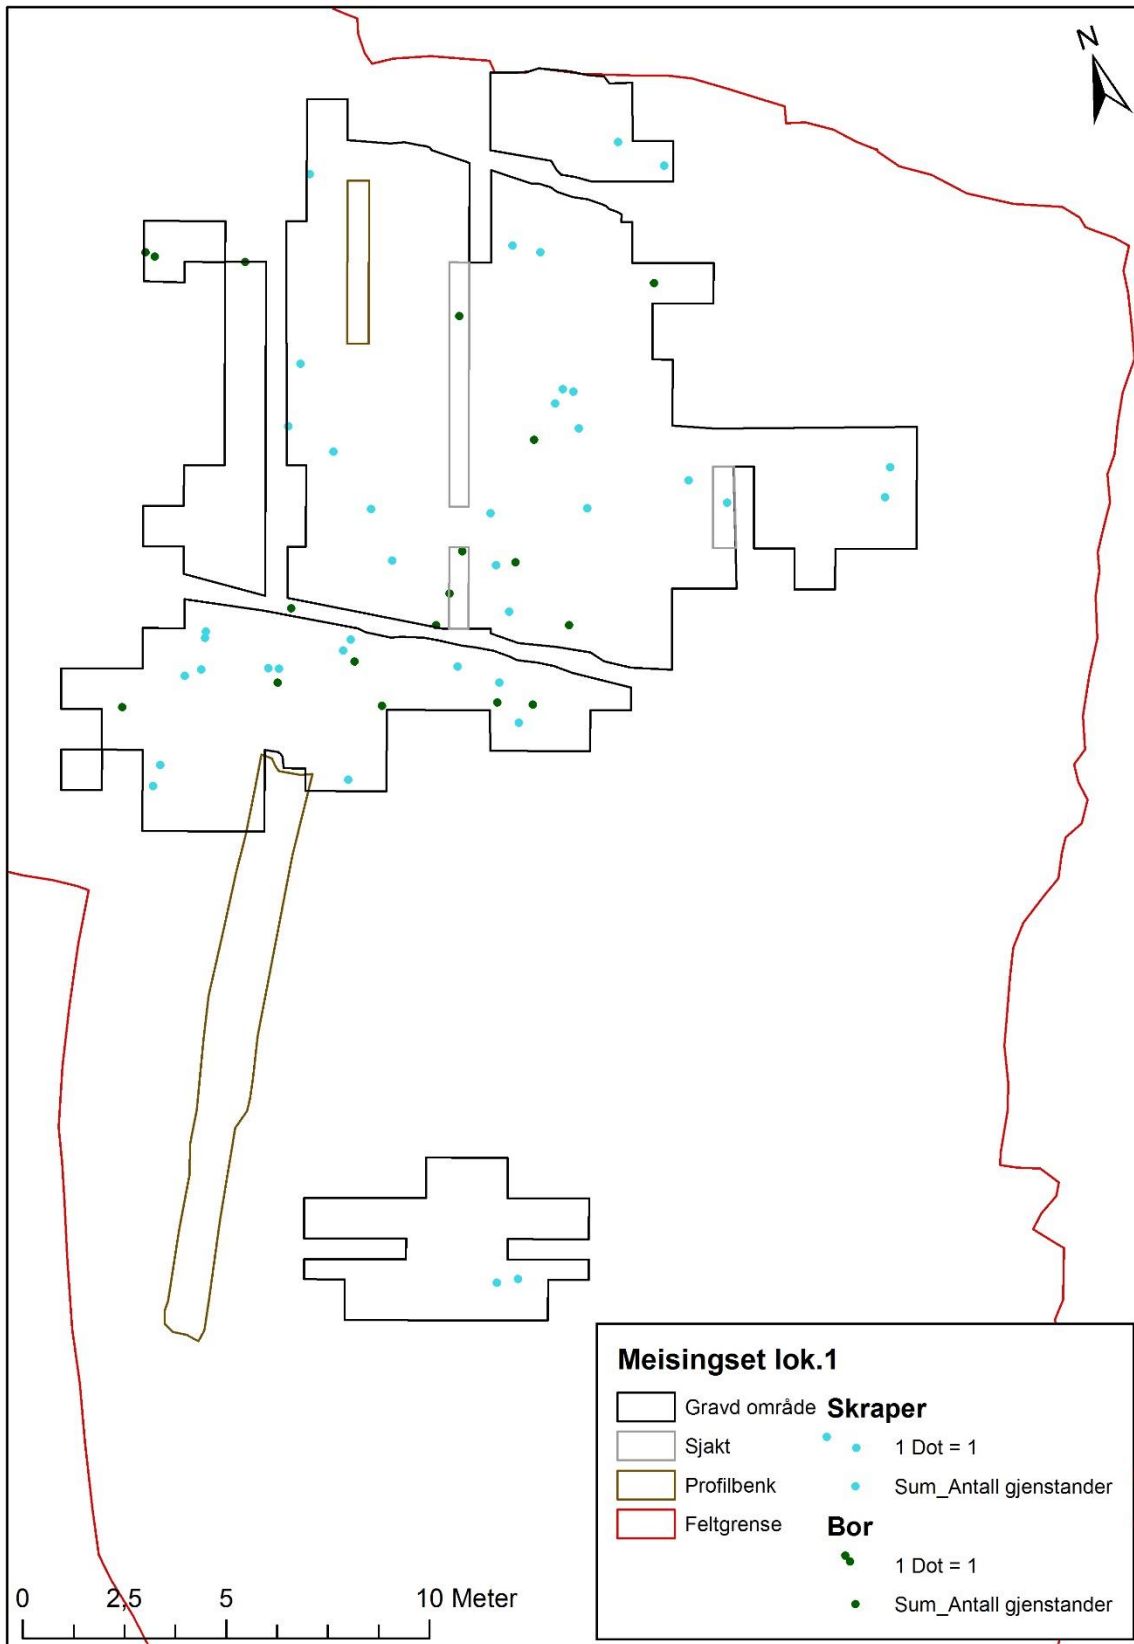 N
Meisingset lok.1
Gravd område
Sjakt
Profilbenk
Feltgrense
Skraper
1 Dot = 1
Sum_Antall gjenstander
Bor
1 Dot = 1
Sum_Antall gjenstander
0 2,5 5 10 Meter